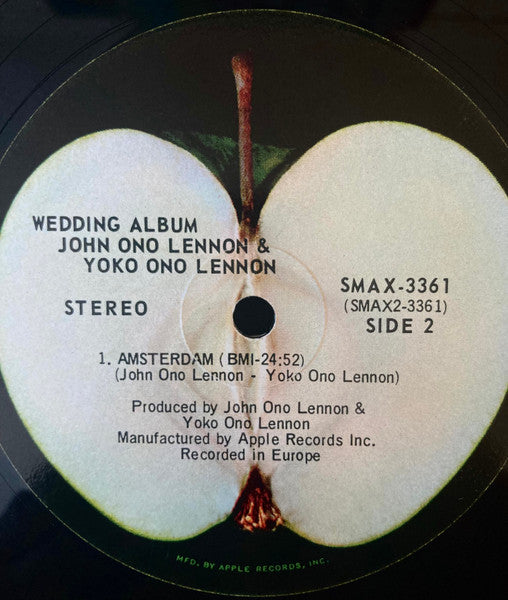 WEDDING ALBUM
JOHN ONO LENNON &
YOKO ONO LENNON
STEREO
SMAX-3361
(SMAX2-3361)
SIDE 2
1. AMSTERDAM (BMI-24:52)
(John Ono Lennon - Yoko Ono Lennon)
Produced by John Ono Lennon &
Yoko Ono Lennon
Manufactured by Apple Records Inc.
Recorded in Europe
MFD. BY APPLE RECORDS, INC.